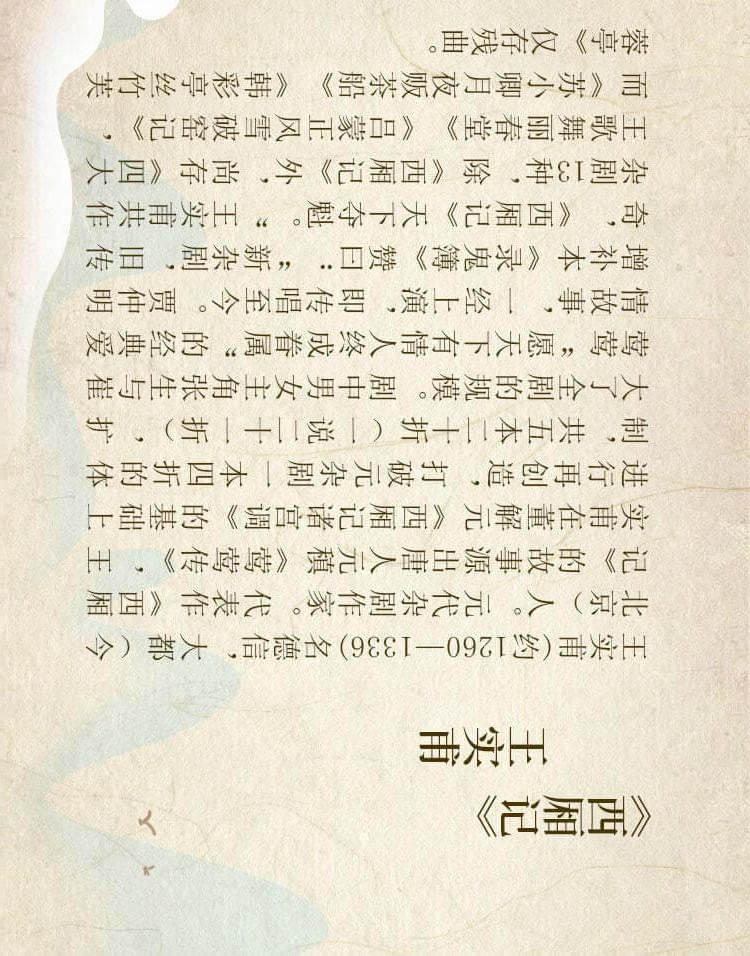 《西厢记》
王实甫
王实甫(约1260—1336)名德信，大都（今
北京）人。元代杂剧作家。代表作《西厢
记》的故事源出唐人元稹《莺莺传》，王
实甫在董解元《西厢记诸宫调》的基础上
进行再创造，打破元杂剧一本四折的体
制，共五本二十折（一说二十一折），扩
大了全剧的规模。剧中男女主角张生与崔
莺莺“愿天下有情人终成眷属”的经典爱
情故事，一经上演，即传唱至今。贾仲明
增补本《录鬼簿》赞曰：“新杂剧，旧传
奇，《西厢记》天下夺魁。”王实甫共作
杂剧13种，除《西厢记》外，尚存《四大
王歌舞丽春堂》《吕蒙正风雪破窑记》，
而《苏小卿月夜贩茶船》《韩彩亭丝竹芙
蓉亭》仅存残曲。